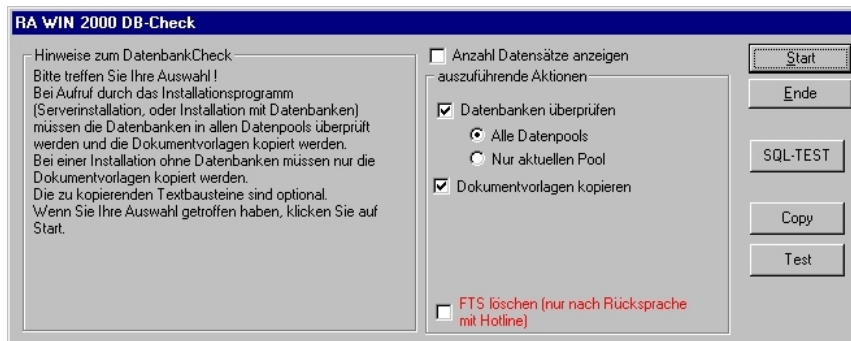 RA WIN 2000 DB-Check
Hinweise zum DatenbankCheck
Bitte treffen Sie Ihre Auswahl !
Bei Aufruf durch das Installationsprogramm
(Serverinstallation, oder Installation mit Datenbanken)
müssen die Datenbanken in allen Datenpools überprüft
werden und die Dokumentvorlagen kopiert werden.
Bei einer Installation ohne Datenbanken müssen nur die
Dokumentvorlagen kopiert werden.
Die zu kopierenden Textbausteine sind optional.
Wenn Sie Ihre Auswahl getroffen haben, klicken Sie auf
Start.
Anzahl Datensätze anzeigen
auszuführende Aktionen
Datenbanken überprüfen
Alle Datenpools
Nur aktuellen Pool
Dokumentvorlagen kopieren
FTS löschen (nur nach Rücksprache
mit Hotline)
Start
Ende
SQL-TEST
Copy
Test